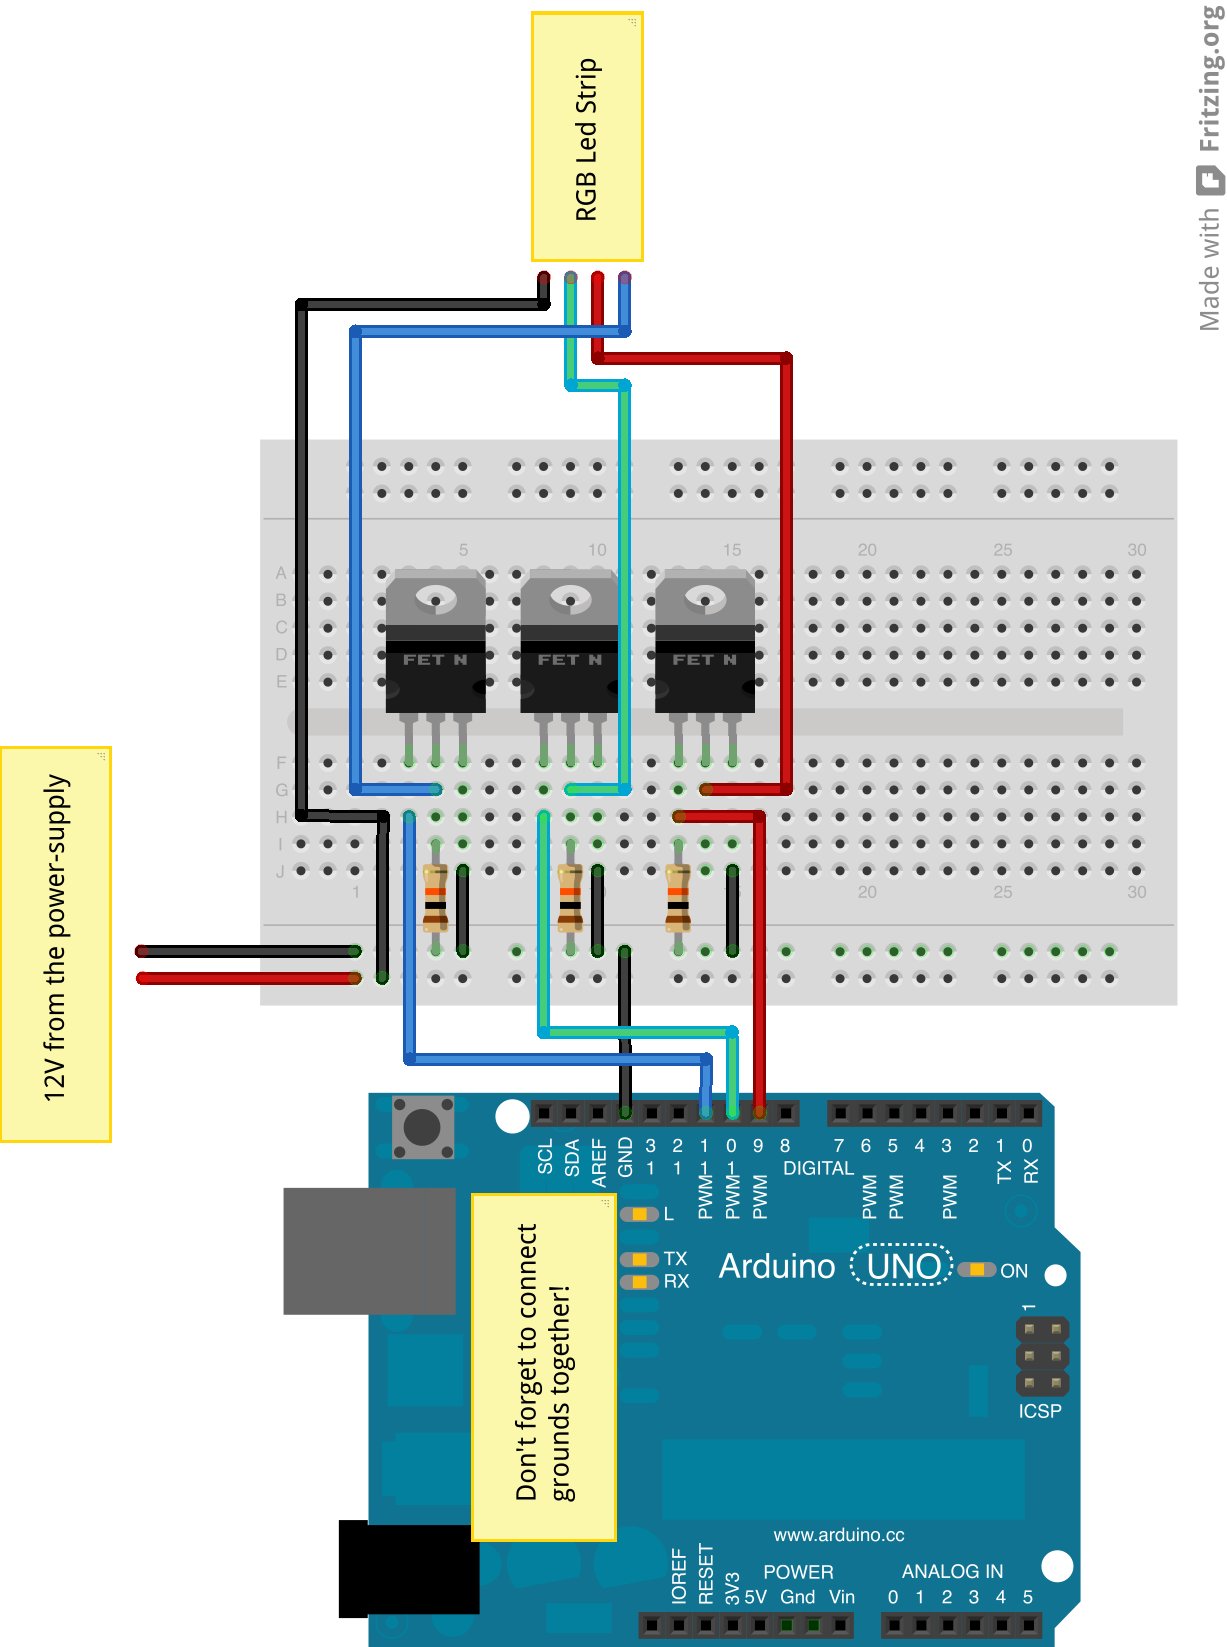 RGB Led Strip
Made with Fritzing.org
5 10 15 20 25 30
A
B
C
D
E
FET N FET N FET N
F
G
H
I
J
1 20 25 30
12V from the power-supply
SCL
SDA
AREF
GND
13
12
PWM 11
PWM 10
PWM 9
8
DIGITAL
7
PWM 6
PWM 5
4
PWM 3
2
TX 1
RX 0
L
TX
RX
Arduino UNO
ON
1
ICSP
Don't forget to connect
grounds together!
www.arduino.cc
POWER
ANALOG IN
IOREF
RESET
3V3
5V Gnd Vin
0 1 2 3 4 5